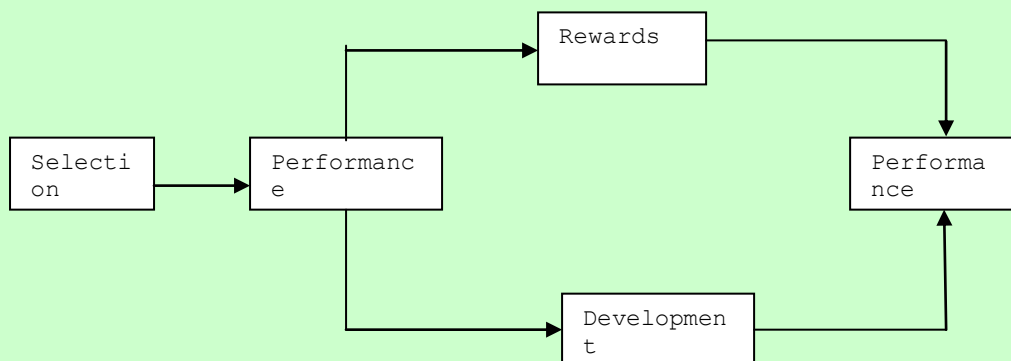 Rewards
Selecti
on
Performanc
e
Performa
nce
Developmen
t